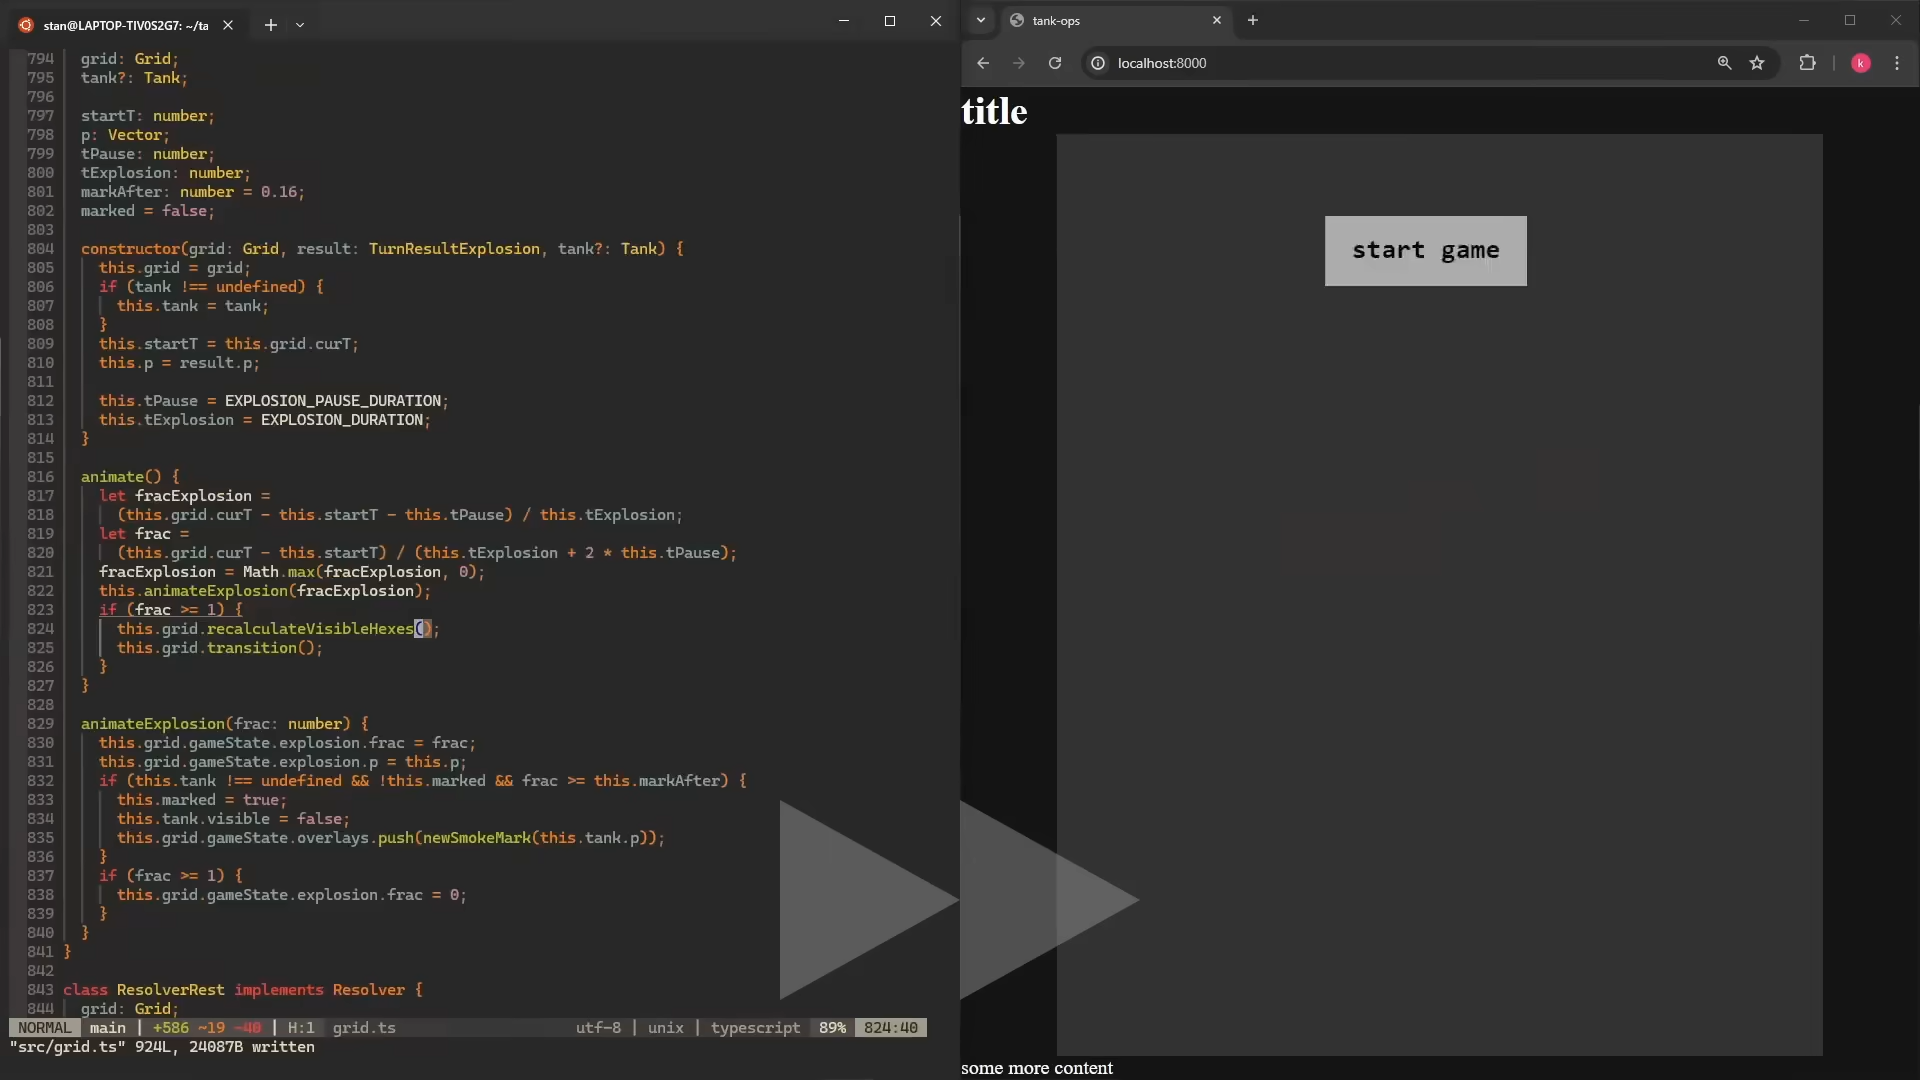 stan@LAPTOP-TIV0S2G7: ~/ta
794 grid: Grid;
795 tank?: Tank;
796
797 startT: number;
798 p: Vector;
799 tPause: number;
800 tExplosion: number;
801 markAfter: number = 0.16;
802 marked = false;
803
804 constructor(grid: Grid, result: TurnResultExplosion, tank?: Tank) {
805 this.grid = grid;
806 if (tank !== undefined) {
807 this.tank = tank;
808 }
809 this.startT = this.grid.curT;
810 this.p = result.p;
811
812 this.tPause = EXPLOSION_PAUSE_DURATION;
813 this.tExplosion = EXPLOSION_DURATION;
814 }
815
816 animate() {
817 let fracExplosion =
818 (this.grid.curT - this.startT - this.tPause) / this.tExplosion;
819 let frac =
820 (this.grid.curT - this.startT) / (this.tExplosion + 2 * this.tPause);
821 fracExplosion = Math.max(fracExplosion, 0);
822 this.animateExplosion(fracExplosion);
823 if (frac >= 1) {
824 this.grid.recalculateVisibleHexes();
825 this.grid.transition();
826 }
827 }
828
829 animateExplosion(frac: number) {
830 this.grid.gameState.explosion.frac = frac;
831 this.grid.gameState.explosion.p = this.p;
832 if (this.tank !== undefined && !this.marked && frac >= this.markAfter) {
833 this.marked = true;
834 this.tank.visible = false;
835 this.grid.gameState.overlays.push(newSmokeMark(this.tank.p));
836 }
837 if (frac >= 1) {
838 this.grid.gameState.explosion.frac = 0;
839 }
840 }
841 }
842
843 class ResolverRest implements Resolver {
844 grid: Grid;
NORMAL main | +586 ~19 -40 | H:1 grid.ts utf-8 | unix | typescript 89% 824:40
"src/grid.ts" 924L, 24087B written
tank-ops
localhost:8000
k
title
start game
some more content